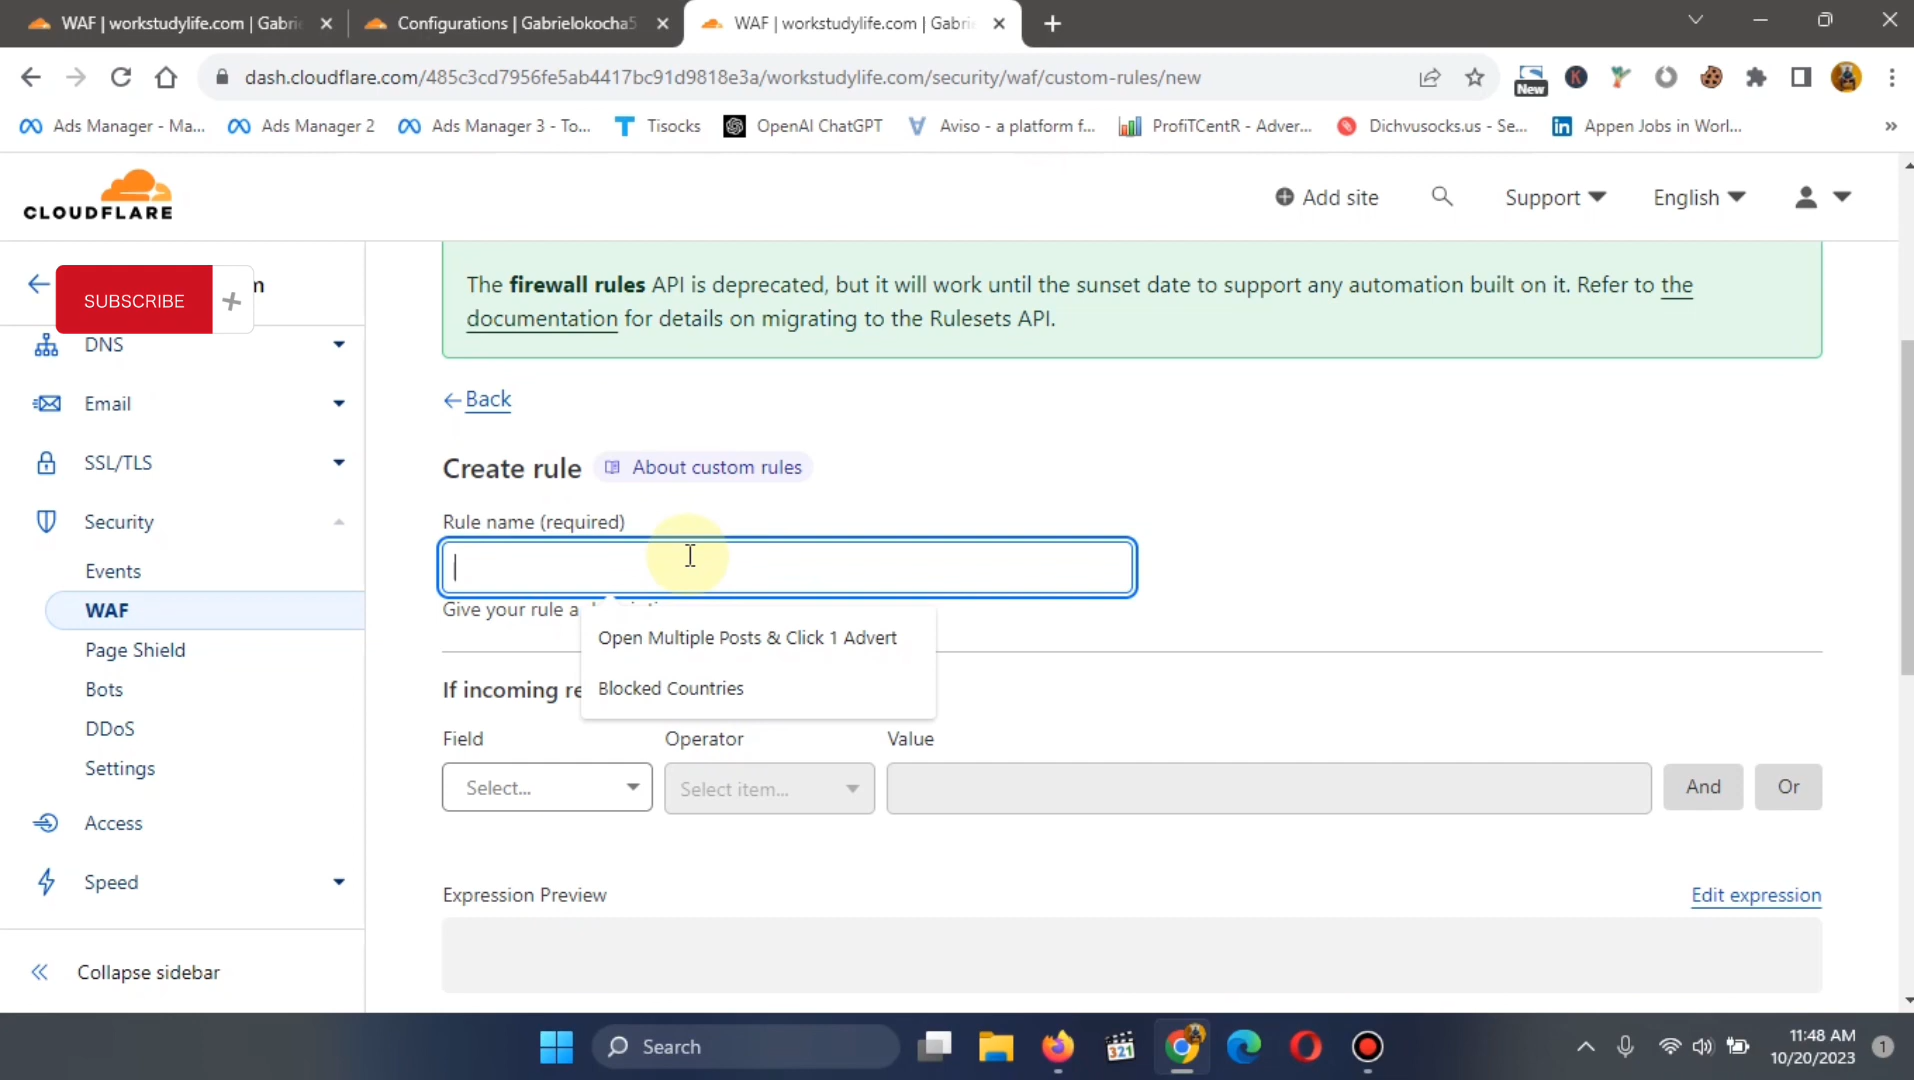 WAF | workstudylife.com | Gabri
Configurations | Gabrielokocha5
WAF | workstudylife.com | Gabri
dash.cloudflare.com/485c3cd7956fe5ab4417bc91d9818e3a/workstudylife.com/security/waf/custom-rules/new
New
K
Ads Manager - Ma...
Ads Manager 2
Ads Manager 3 - To...
Tisocks
OpenAI ChatGPT
Aviso - a platform f...
ProfiTCentR - Adver...
Dichvusocks.us - Se...
Appen Jobs in Worl...
CLOUDFLARE
Add site
Support
English
SUBSCRIBE +
m
DNS
Email
SSL/TLS
Security
Events
WAF
Page Shield
Bots
DDoS
Settings
Access
Speed
Collapse sidebar
The firewall rules API is deprecated, but it will work until the sunset date to support any automation built on it. Refer to the
documentation for details on migrating to the Rulesets API.
Back
Create rule About custom rules
Rule name (required)
Give your rule a
Open Multiple Posts & Click 1 Advert
Blocked Countries
If incoming re
Field Operator Value
Select... Select item... And Or
Expression Preview Edit expression
Search
321
11:48 AM
10/20/2023
1